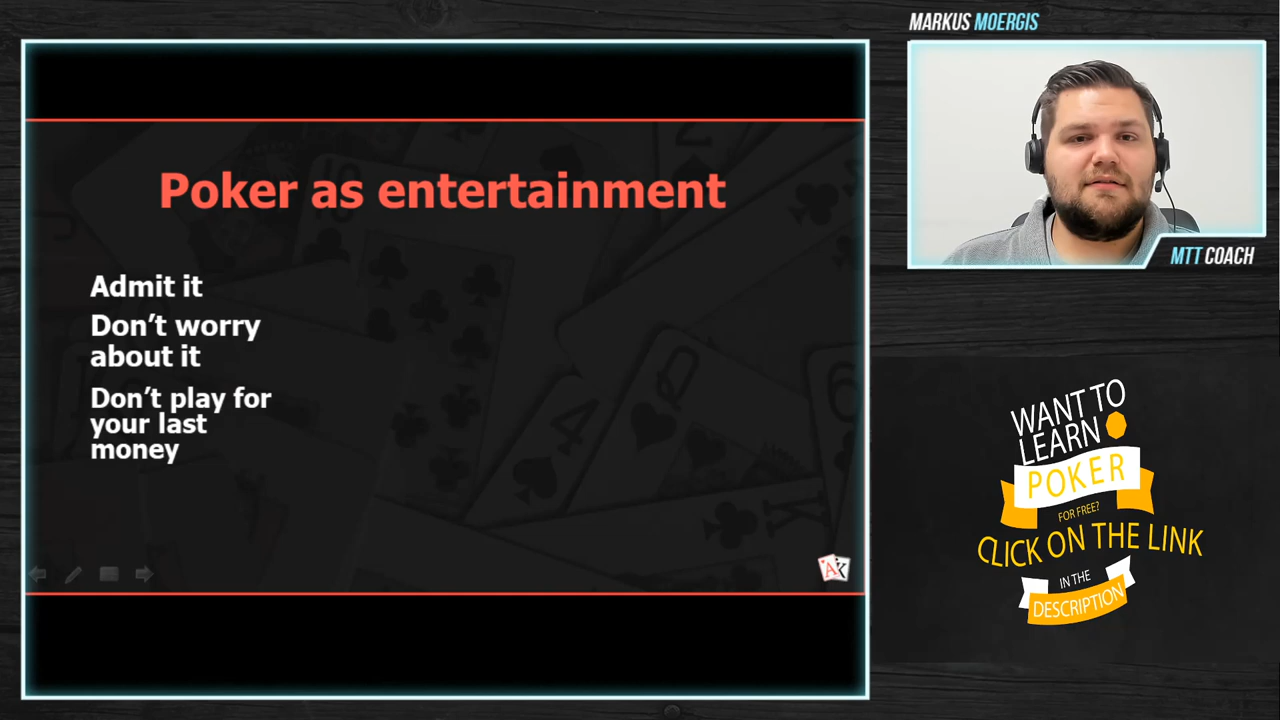 MARKUS MOERGIS
Poker as entertainment
Admit it
Don’t worry
about it
Don’t play for
your last
money
MTT COACH
WANT TO
LEARN
POKER
FOR FREE?
CLICK ON THE LINK
IN THE
DESCRIPTION
AK